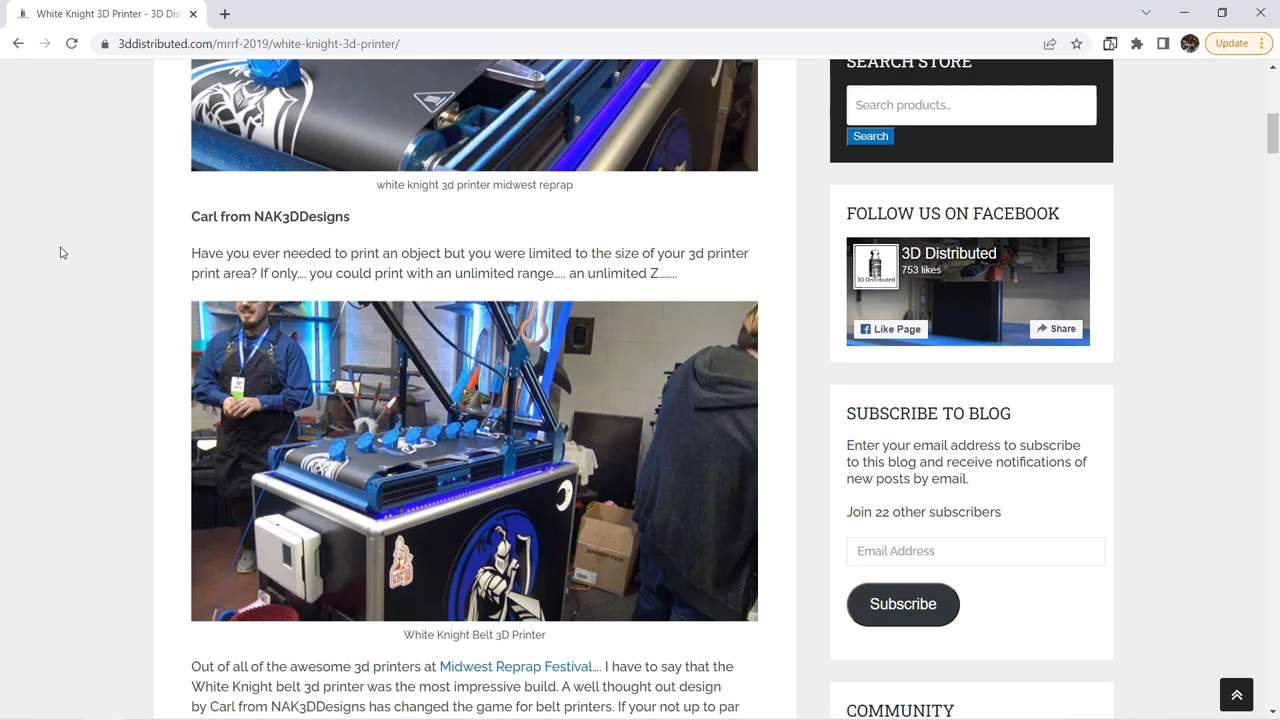 White Knight 3D Printer - 3D Dis
Update
3ddistributed.com/mrrf-2019/white-knight-3d-printer/
white knight 3d printer midwest reprap
Carl from NAK3DDesigns
Have you ever needed to print an object but you were limited to the size of your 3d printer
print area? If only.... you could print with an unlimited range..... an unlimited Z........
White Knight Belt 3D Printer
Out of all of the awesome 3d printers at Midwest Reprap Festival.... I have to say that the
White Knight belt 3d printer was the most impressive build. A well thought out design
by Carl from NAK3DDesigns has changed the game for belt printers. If your not up to par
SEARCH STORE
Search products...
Search
FOLLOW US ON FACEBOOK
3D Distributed
753 likes
Like Page
Share
SUBSCRIBE TO BLOG
Enter your email address to subscribe
to this blog and receive notifications of
new posts by email.
Join 22 other subscribers
Email Address
Subscribe
COMMUNITY